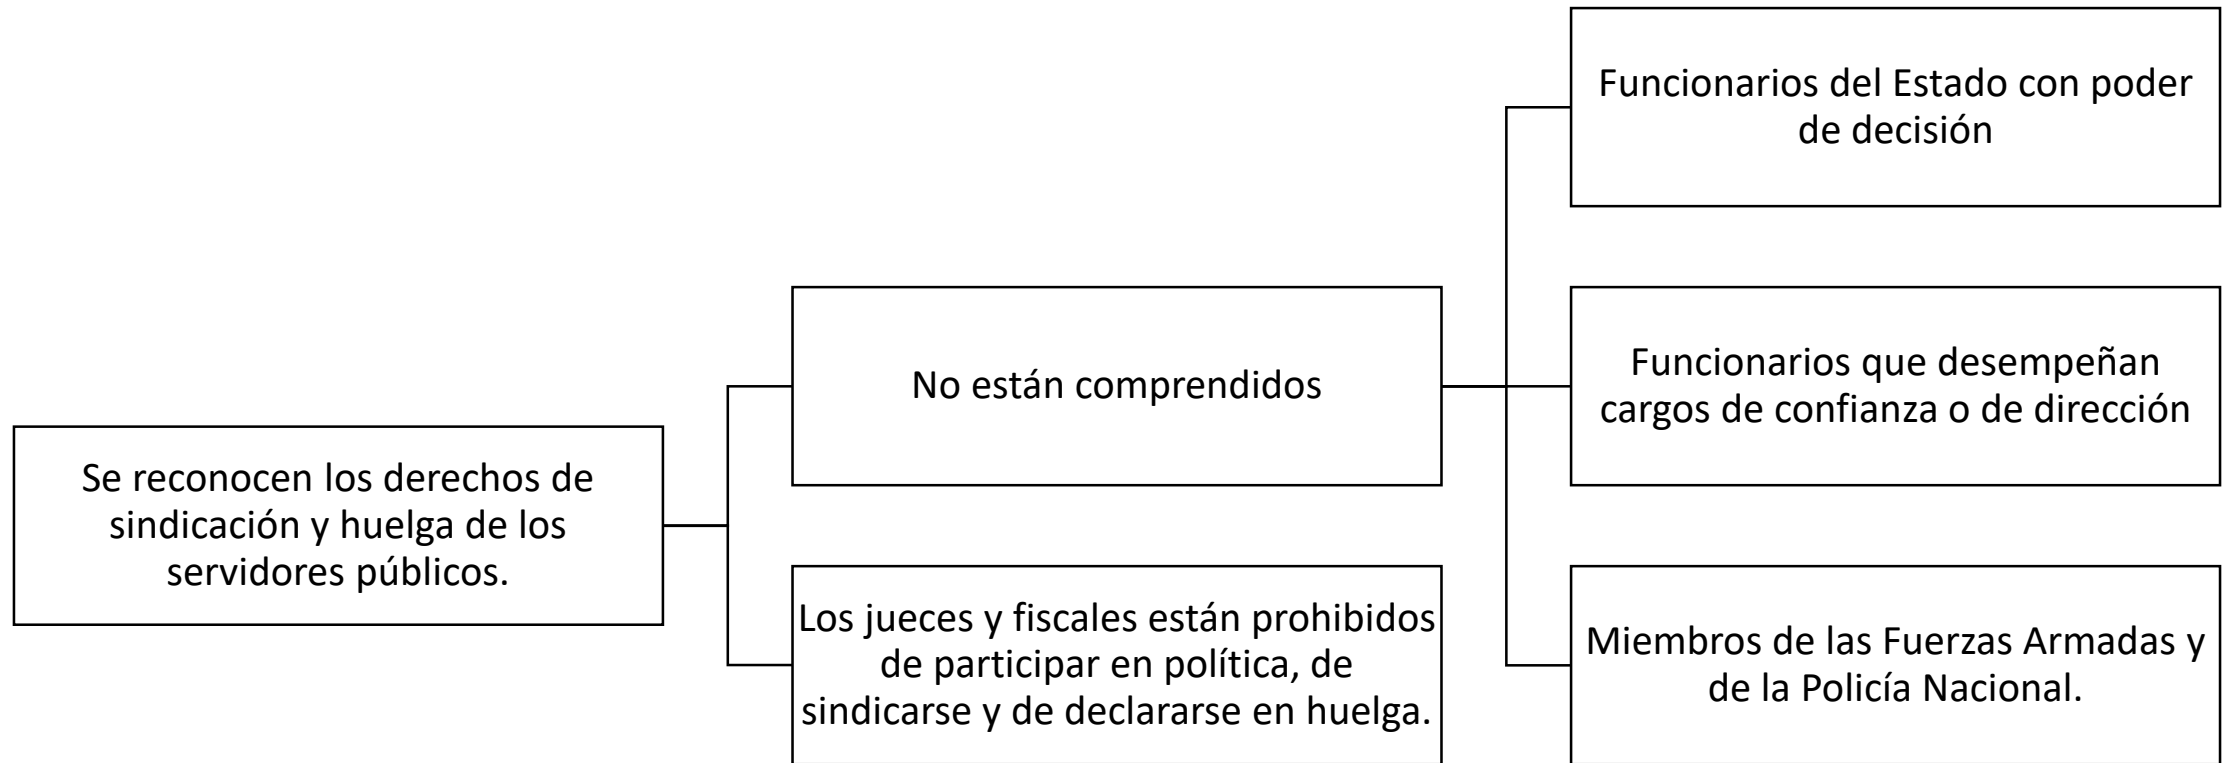 Se reconocen los derechos de
sindicación y huelga de los
servidores públicos.
No están comprendidos
Los jueces y fiscales están prohibidos
de participar en política, de
sindicarse y de declararse en huelga.
Funcionarios del Estado con poder
de decisión
Funcionarios que desempeñan
cargos de confianza o de dirección
Miembros de las Fuerzas Armadas y
de la Policía Nacional.